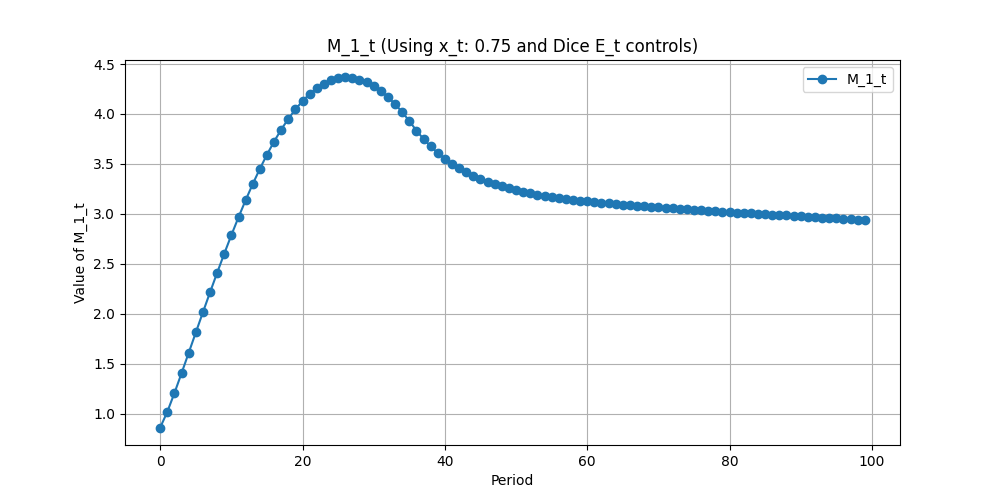 M_1_t (Using x_t: 0.75 and Dice E_t controls)
M_1_t
Value of M_1_t
4.5
4.0
3.5
3.0
2.5
2.0
1.5
1.0
0 20 40 60 80 100
Period